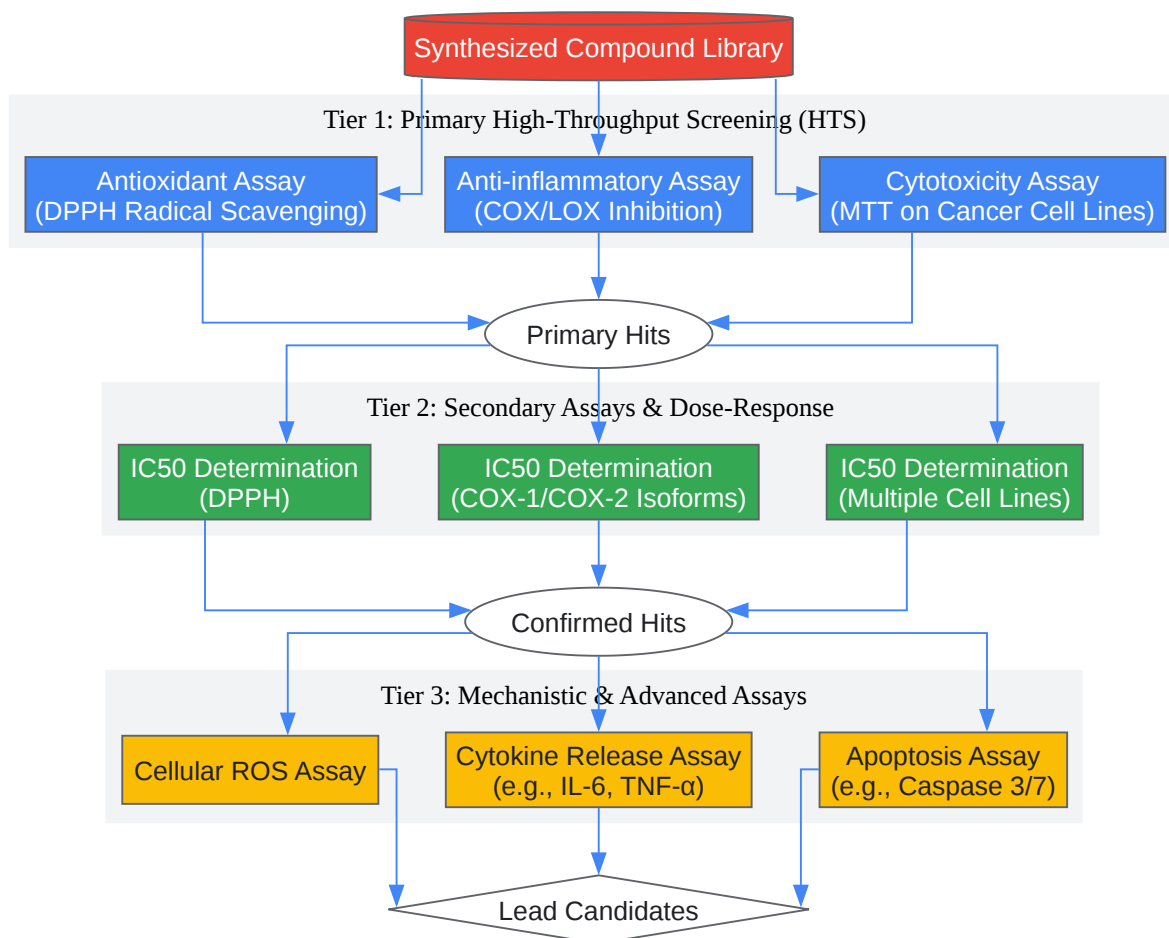 Synthesized Compound Library
Tier 1: Primary High-Throughput Screening (HTS)
Antioxidant Assay
(DPPH Radical Scavenging)
Anti-inflammatory Assay
(COX/LOX Inhibition)
Cytotoxicity Assay
(MTT on Cancer Cell Lines)
Primary Hits
Tier 2: Secondary Assays & Dose-Response
IC50 Determination
(DPPH)
IC50 Determination
(COX-1/COX-2 Isoforms)
IC50 Determination
(Multiple Cell Lines)
Confirmed Hits
Tier 3: Mechanistic & Advanced Assays
Cellular ROS Assay
Cytokine Release Assay
(e.g., IL-6, TNF-α)
Apoptosis Assay
(e.g., Caspase 3/7)
Lead Candidates